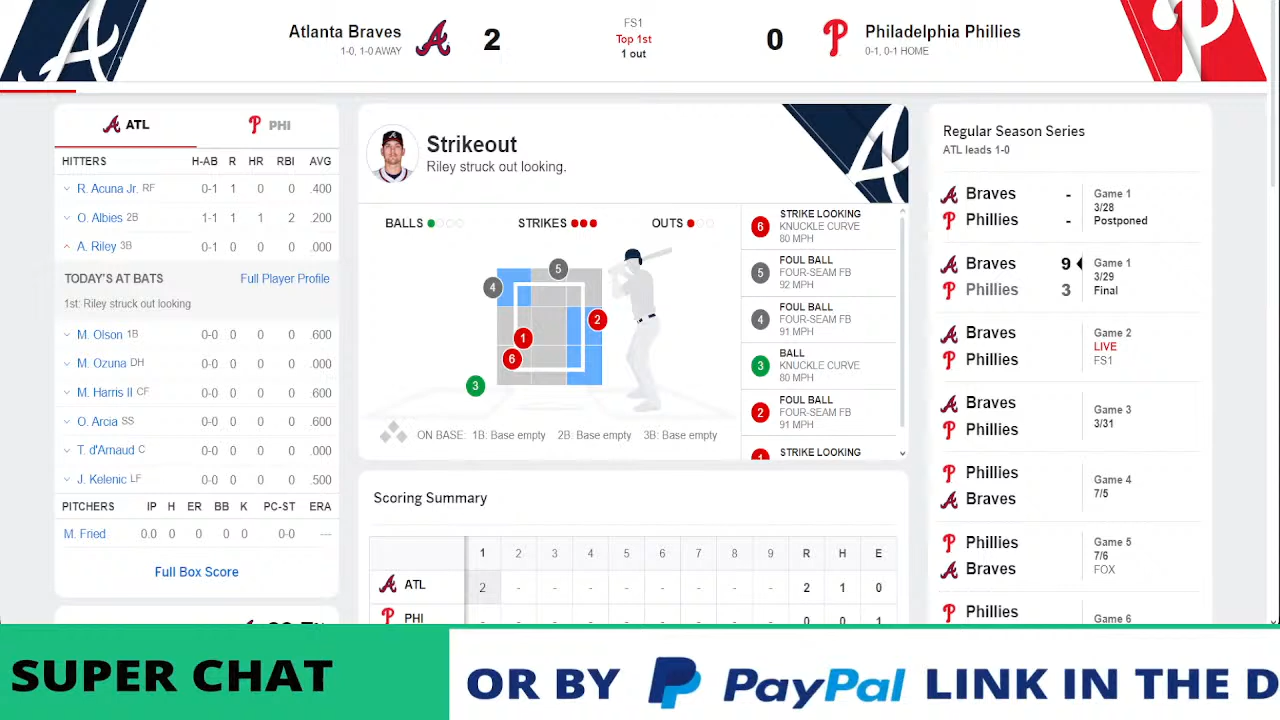 Atlanta Braves
1-0, 1-0 AWAY
2
FS1
Top 1st
1 out
0
Philadelphia Phillies
0-1, 0-1 HOME
ATL
PHI
HITTERS H-AB R HR RBI AVG
R. Acuna Jr. RF 0-1 1 0 0 .400
O. Albies 2B 1-1 1 1 2 .200
A. Riley 3B 0-1 0 0 0 .000
TODAY'S AT BATS Full Player Profile
1st: Riley struck out looking
M. Olson 1B 0-0 0 0 0 .600
M. Ozuna DH 0-0 0 0 0 .000
M. Harris II CF 0-0 0 0 0 .600
O. Arcia SS 0-0 0 0 0 .600
T. d'Arnaud C 0-0 0 0 0 .000
J. Kelenic LF 0-0 0 0 0 .500
PITCHERS IP H ER BB K PC-ST ERA
M. Fried 0.0 0 0 0 0 0-0 ---
Full Box Score
Strikeout
Riley struck out looking.
BALLS STRIKES OUTS
5
4
2
1
6
3
ON BASE: 1B: Base empty 2B: Base empty 3B: Base empty
6 STRIKE LOOKING
KNUCKLE CURVE
80 MPH
5 FOUL BALL
FOUR-SEAM FB
92 MPH
4 FOUL BALL
FOUR-SEAM FB
91 MPH
3 BALL
KNUCKLE CURVE
80 MPH
2 FOUL BALL
FOUR-SEAM FB
91 MPH
1 STRIKE LOOKING
Scoring Summary
1 2 3 4 5 6 7 8 9 R H E
ATL 2 - - - - - - - - 2 1 0
PHI - - - - - - - - - 0 0 1
Regular Season Series
ATL leads 1-0
Braves - Game 1
3/28
Phillies - Postponed
Braves 9 Game 1
3/29
Phillies 3 Final
Braves Game 2
LIVE
Phillies FS1
Braves Game 3
Phillies 3/31
Phillies Game 4
Braves 7/5
Phillies Game 5
7/6
Braves FOX
Phillies Game 6
SUPER CHAT
OR BY PayPal LINK IN THE D